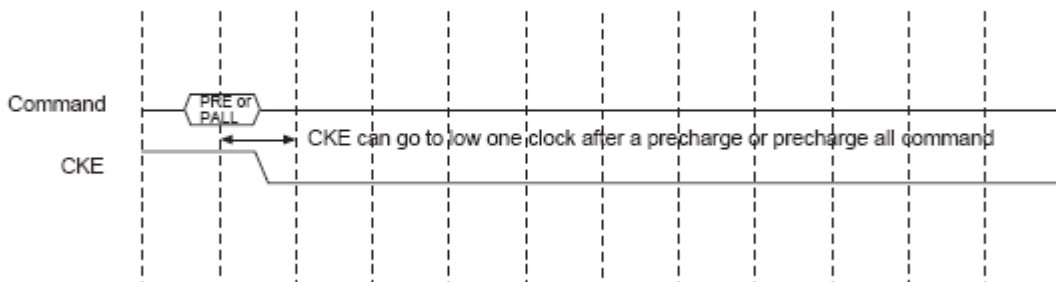 Command
PRE or
PALL
CKE can go to low one clock after a precharge or precharge all command
CKE